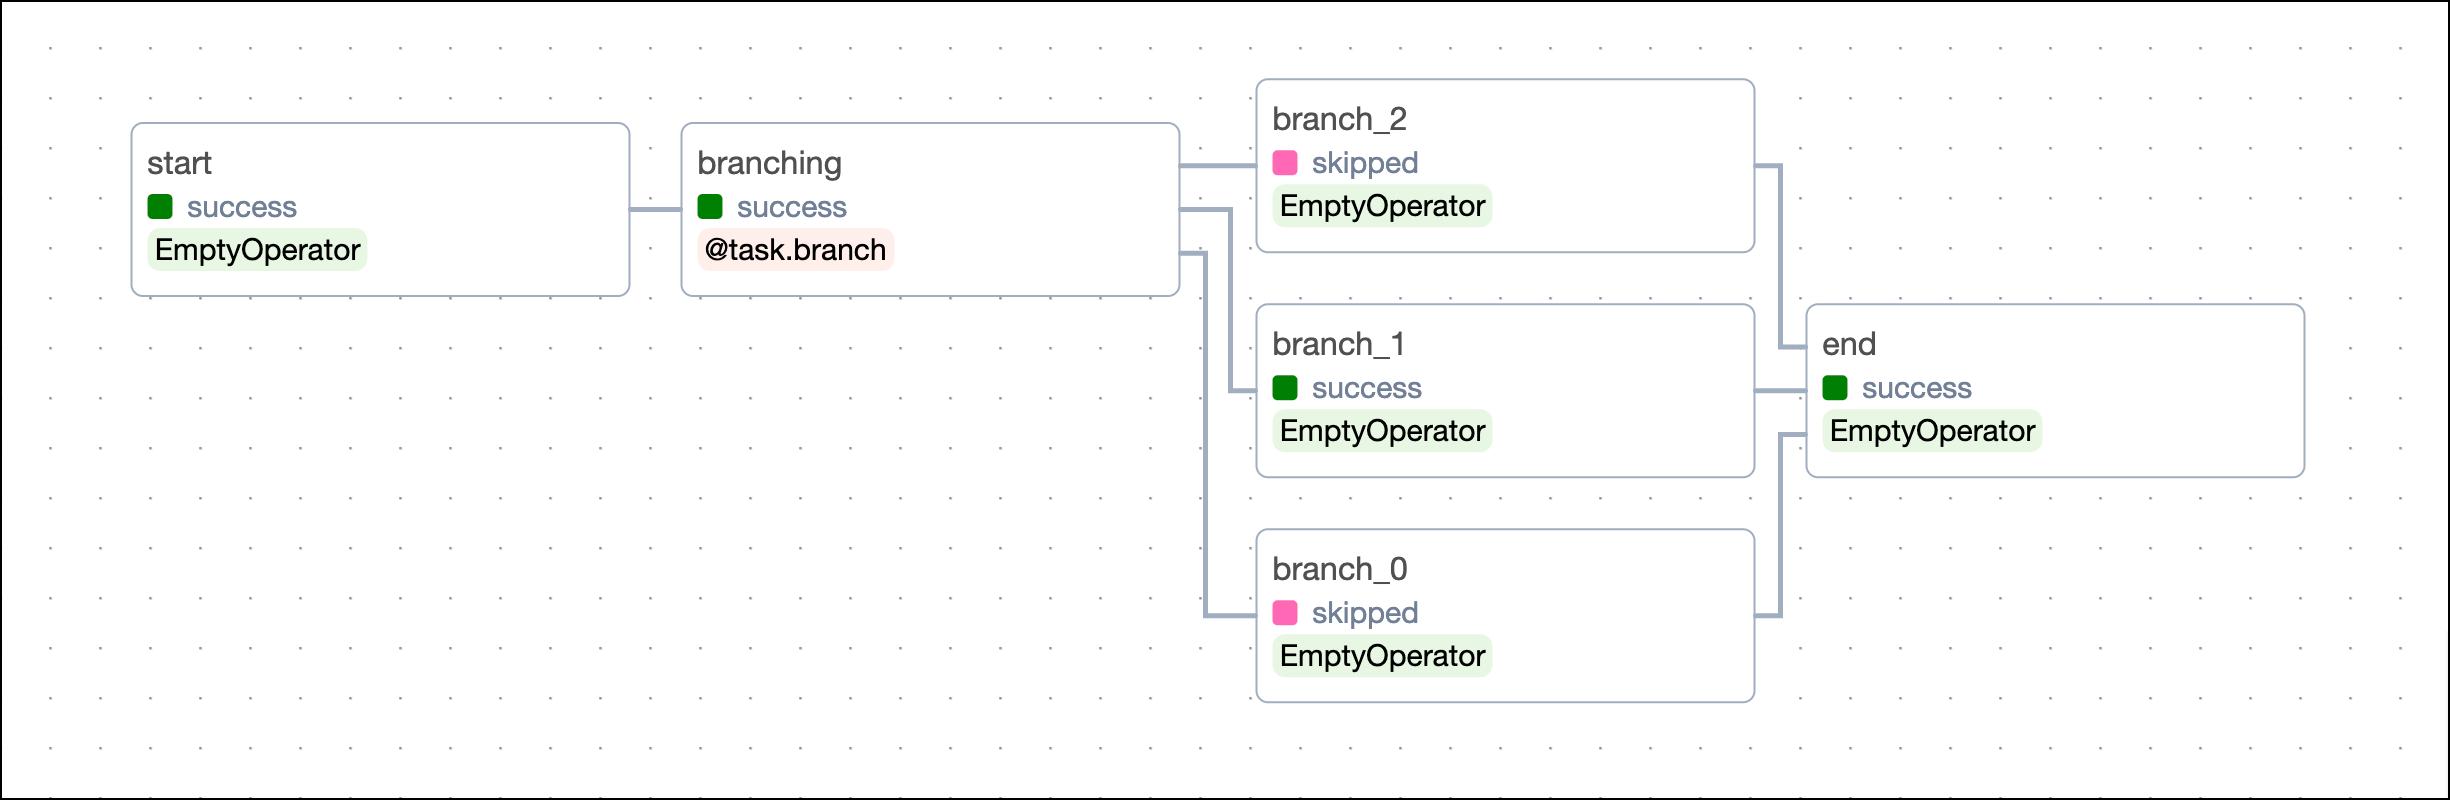 start
success
EmptyOperator
branching
success
@task.branch
branch_2
skipped
EmptyOperator
branch_1
success
EmptyOperator
branch_0
skipped
EmptyOperator
end
success
EmptyOperator